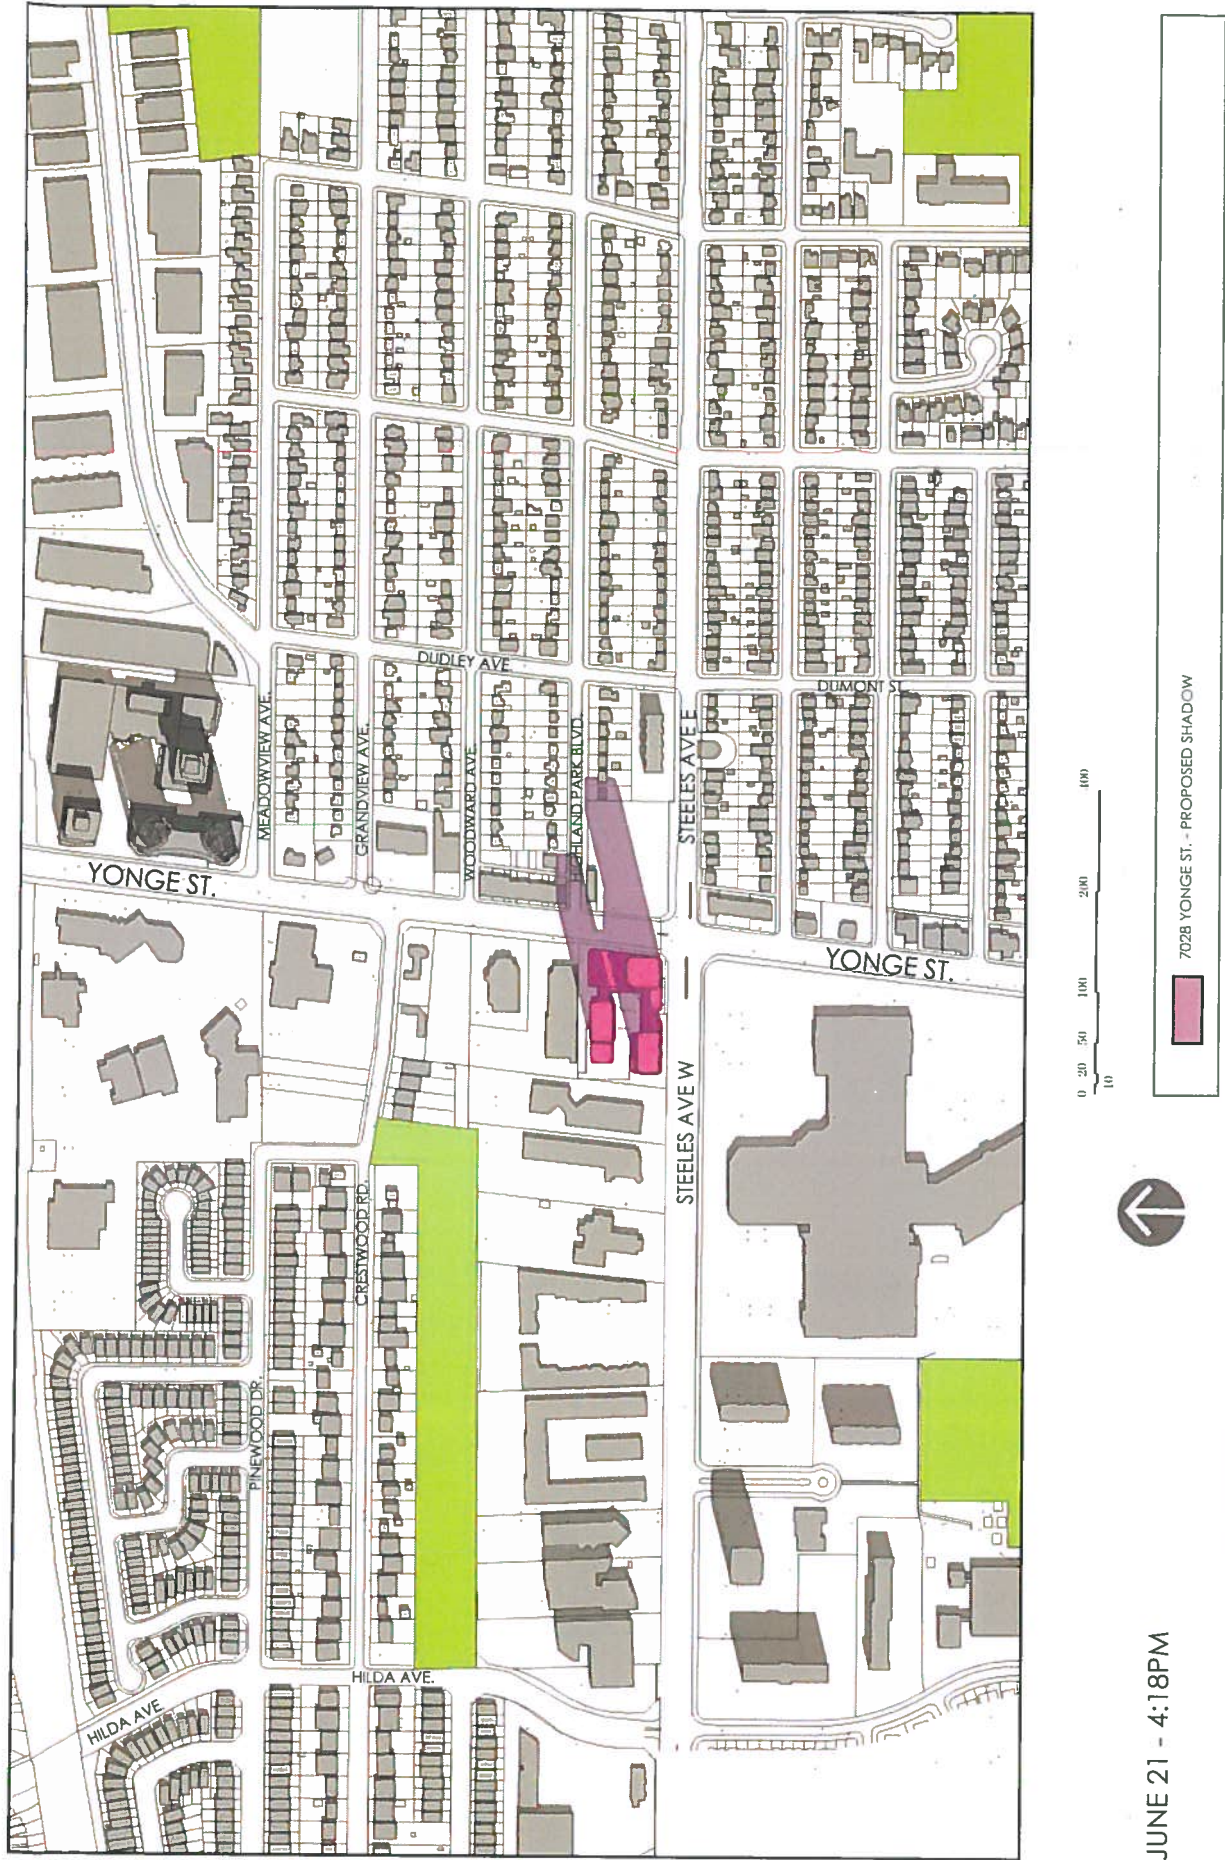 YONGE ST.
MEADOWVIEW AVE.
GRANDVIEW AVE.
DUDLEY AVE
WOODWARD AVE.
PARK BLVD.
STEELES AVE E
DUMONT ST.
YONGE ST.
STEELES AVE W
CRESTWOOD RD.
PINEWOOD DR.
HILDA AVE.
HILDA AVE.
0 10 20 50 100 200 400
7028 YONGE ST. - PROPOSED SHADOW
JUNE 21 - 4:18PM